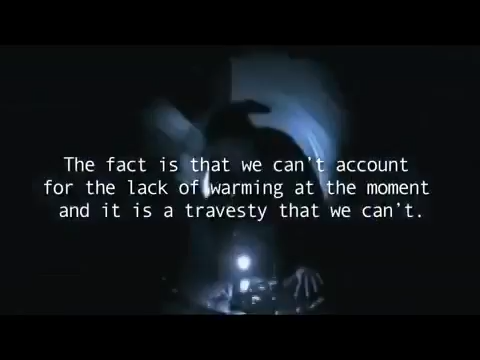 The fact is that we can't account
for the lack of warming at the moment
and it is a travesty that we can't.